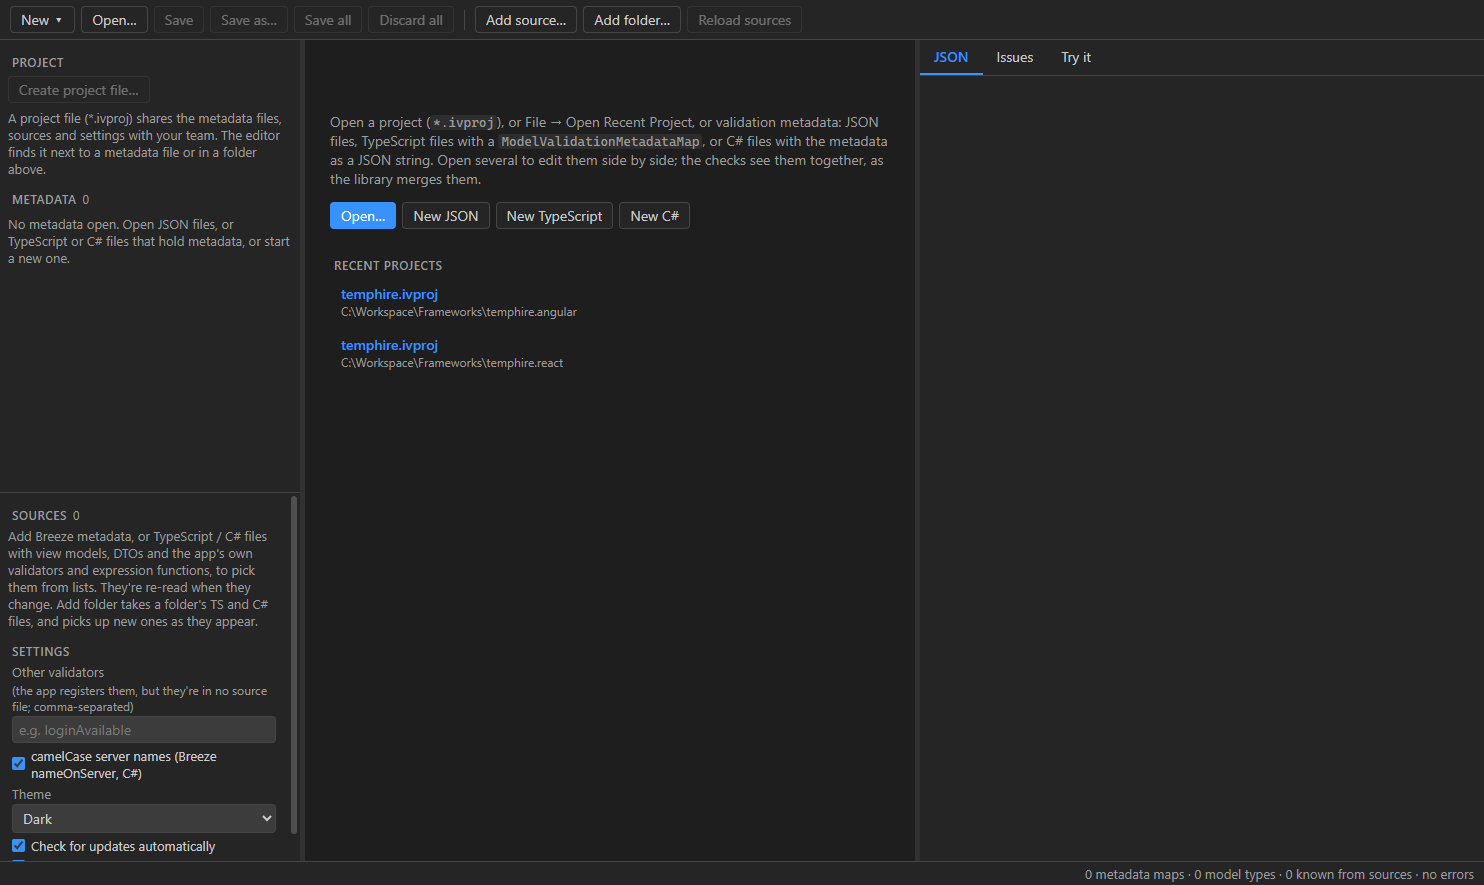 New ▾ Open... Save Save as... Save all Discard all Add source... Add folder... Reload sources
PROJECT
Create project file...
A project file (*.ivproj) shares the metadata files,
sources and settings with your team. The editor
finds it next to a metadata file or in a folder
above.
METADATA 0
No metadata open. Open JSON files, or
TypeScript or C# files that hold metadata, or start
a new one.
SOURCES 0
Add Breeze metadata, or TypeScript / C# files
with view models, DTOs and the app's own
validators and expression functions, to pick
them from lists. They're re-read when they
change. Add folder takes a folder's TS and C#
files, and picks up new ones as they appear.
SETTINGS
Other validators
(the app registers them, but they're in no source
file; comma-separated)
e.g. loginAvailable
camelCase server names (Breeze
nameOnServer, C#)
Theme
Dark
Check for updates automatically
Open a project (*.ivproj), or File → Open Recent Project, or validation metadata: JSON
files, TypeScript files with a ModelValidationMetadataMap, or C# files with the metadata
as a JSON string. Open several to edit them side by side; the checks see them together, as
the library merges them.
Open... New JSON New TypeScript New C#
RECENT PROJECTS
temphire.ivproj
C:\Workspace\Frameworks\temphire.angular
temphire.ivproj
C:\Workspace\Frameworks\temphire.react
JSON Issues Try it
0 metadata maps · 0 model types · 0 known from sources · no errors